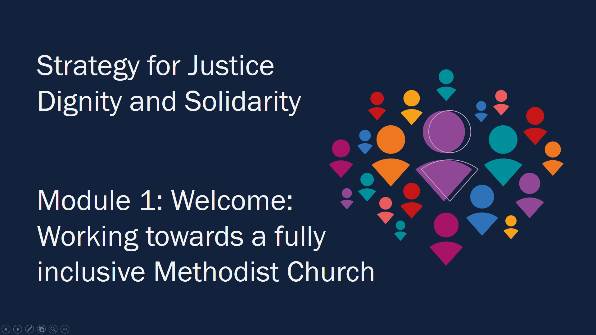 Strategy for Justice
Dignity and Solidarity
Module 1: Welcome:
Working towards a fully
inclusive Methodist Church